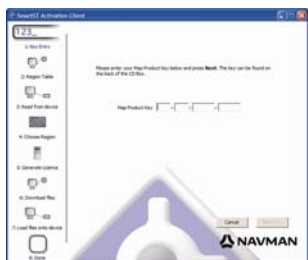 SmartST Activation Client
123_
1: Key Entry
2: Region Table
3: Read from device
4: Choose Region
5: Generate Licence
6: Download files
7: Load files onto device
8: Done
Please enter your Map Product Key below and press Next. The key can be found on
the back of the CD Box.
Map Product Key
Cancel
NAVMAN